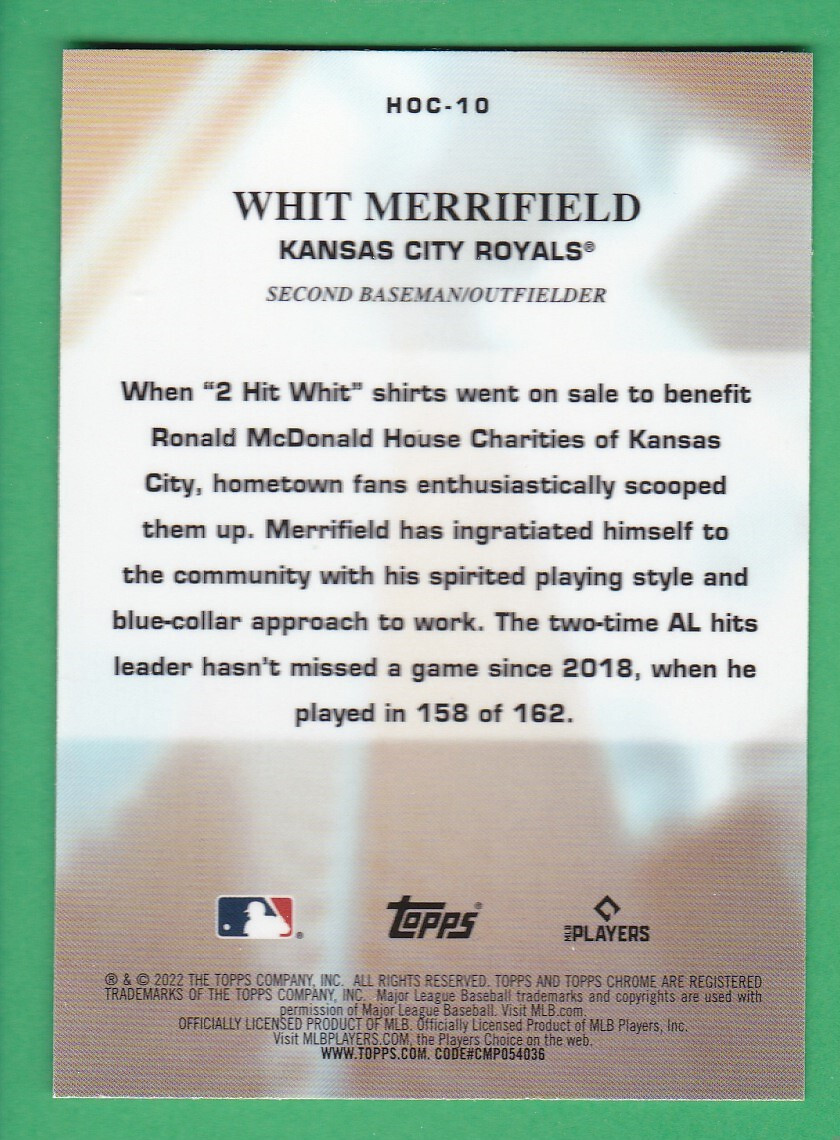 HOC-10
WHIT MERRIFIELD
KANSAS CITY ROYALS®
SECOND BASEMAN/OUTFIELDER
When “2 Hit Whit” shirts went on sale to benefit
Ronald McDonald House Charities of Kansas
City, hometown fans enthusiastically scooped
them up. Merrifield has ingratiated himself to
the community with his spirited playing style and
blue-collar approach to work. The two-time AL hits
leader hasn't missed a game since 2018, when he
played in 158 of 162.
®
TOPPS®
MLB PLAYERS
® & © 2022 THE TOPPS COMPANY, INC. ALL RIGHTS RESERVED. TOPPS AND TOPPS CHROME ARE REGISTERED
TRADEMARKS OF THE TOPPS COMPANY, INC. Major League Baseball trademarks and copyrights are used with
permission of Major League Baseball. Visit MLB.com.
OFFICIALLY LICENSED PRODUCT OF MLB. Officially Licensed Product of MLB Players, Inc.
Visit MLBPLAYERS.COM, the Players Choice on the web.
WWW.TOPPS.COM. CODE#CMP054036